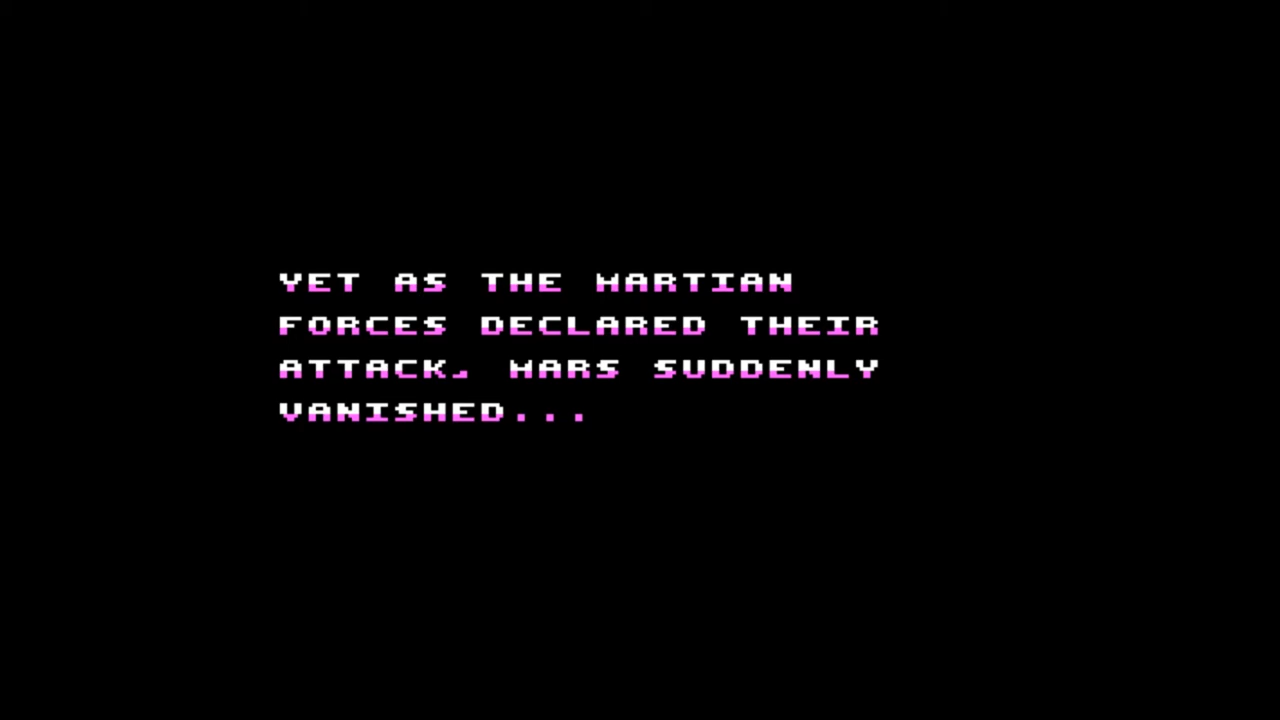 YET AS THE MARTIAN
FORCES DECLARED THEIR
ATTACK, MARS SUDDENLY
VANISHED...